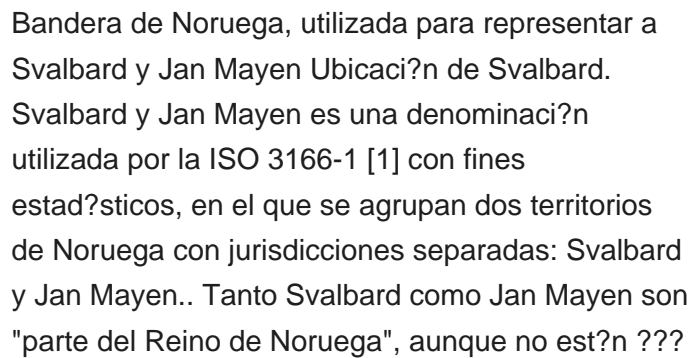 Bandera de Noruega, utilizada para representar a
Svalbard y Jan Mayen Ubicaci?n de Svalbard.
Svalbard y Jan Mayen es una denominaci?n
utilizada por la ISO 3166-1 [1] con fines
estad?sticos, en el que se agrupan dos territorios
de Noruega con jurisdicciones separadas: Svalbard
y Jan Mayen.. Tanto Svalbard como Jan Mayen son
"parte del Reino de Noruega", aunque no est?n ???